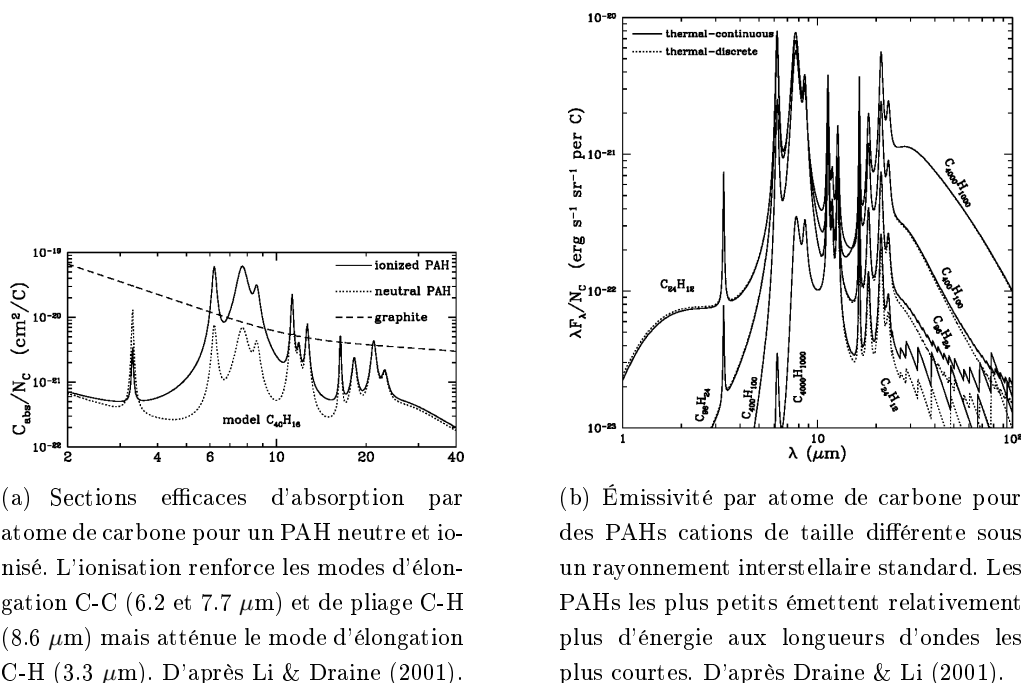 10⁻¹⁹
10⁻²⁰
10⁻²¹
10⁻²²
C_abs/N_C (cm²/C)
ionized PAH
neutral PAH
graphite
model C₄₀H₁₆
2 4 6 8 10 20 40
10⁻²⁰
10⁻²¹
10⁻²²
10⁻²³
λF_λ/N_C (erg s⁻¹ sr⁻¹ per C)
thermal-continuous
thermal-discrete
C₂₄H₁₂
C₄₀₀₀H₁₀₀₀
C₄₀₀H₁₀₀
C₉₆H₂₄
C₂₄H₁₂
C₉₆H₂₄
C₄₀₀H₁₀₀
C₄₀₀₀H₁₀₀₀
1 10 10²
λ (μm)
(a) Sections efficaces d'absorption par
atome de carbone pour un PAH neutre et io-
nisé. L'ionisation renforce les modes d'élon-
gation C-C (6.2 et 7.7 μm) et de pliage C-H
(8.6 μm) mais atténue le mode d'élongation
C-H (3.3 μm). D'après Li & Draine (2001).
(b) Émissivité par atome de carbone pour
des PAHs cations de taille différente sous
un rayonnement interstellaire standard. Les
PAHs les plus petits émettent relativement
plus d'énergie aux longueurs d'ondes les
plus courtes. D'après Draine & Li (2001).